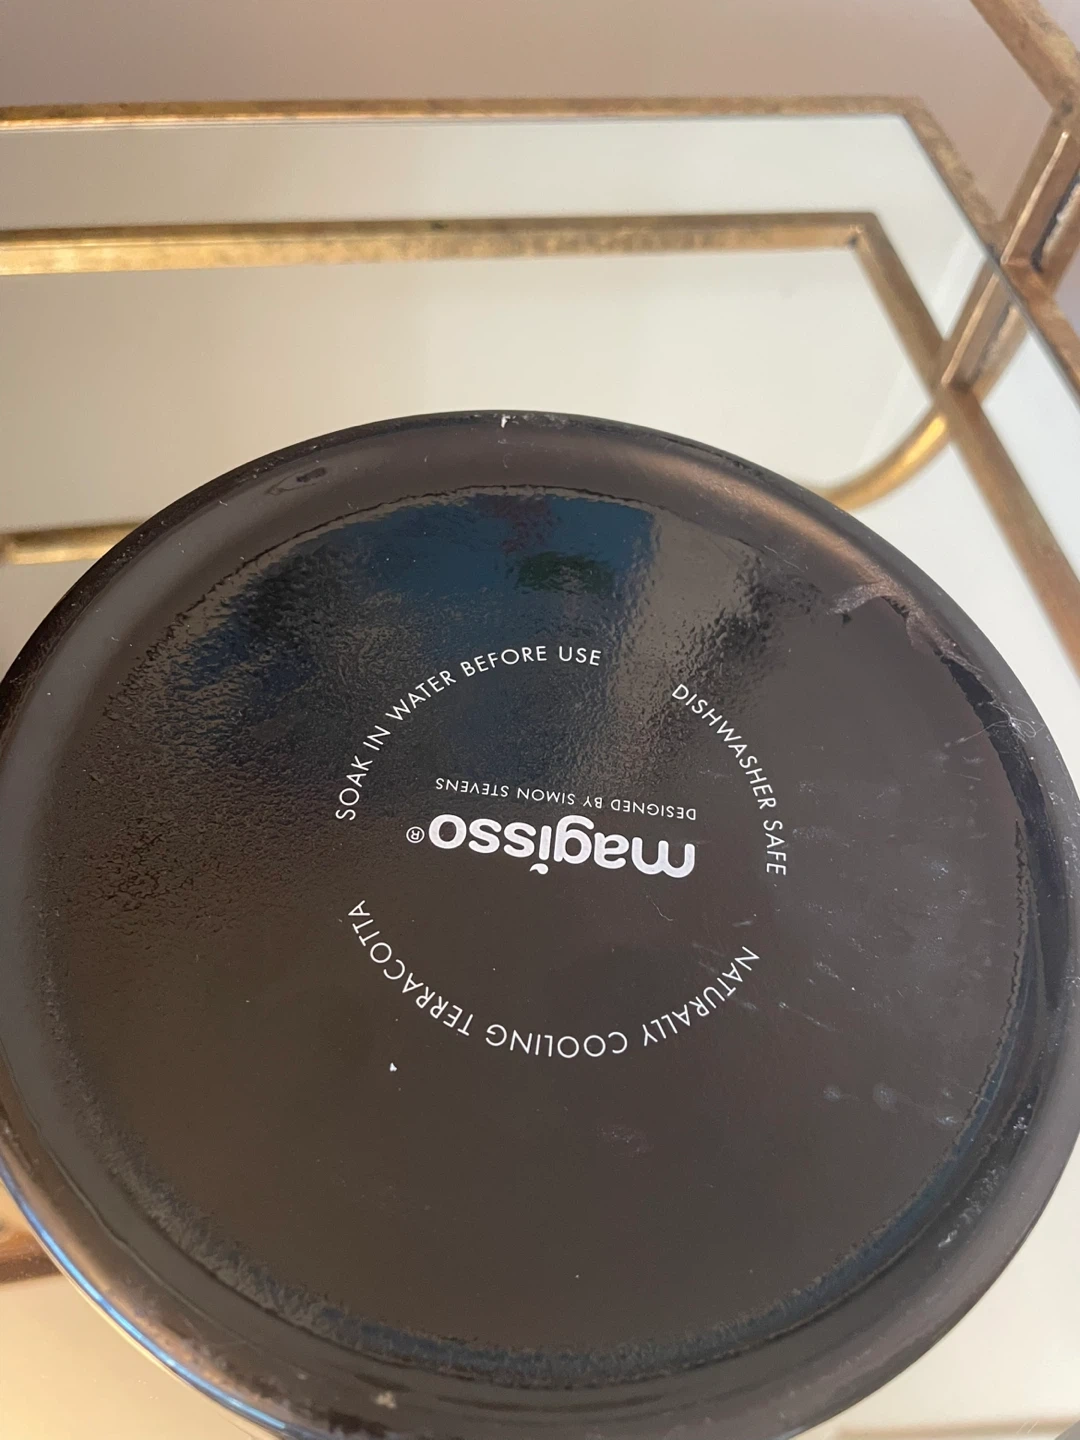 SOAK IN WATER BEFORE USE
DISHWASHER SAFE
magisso®
DESIGNED BY SIMON STEVENS
NATURALLY COOLING TERRACOTTA